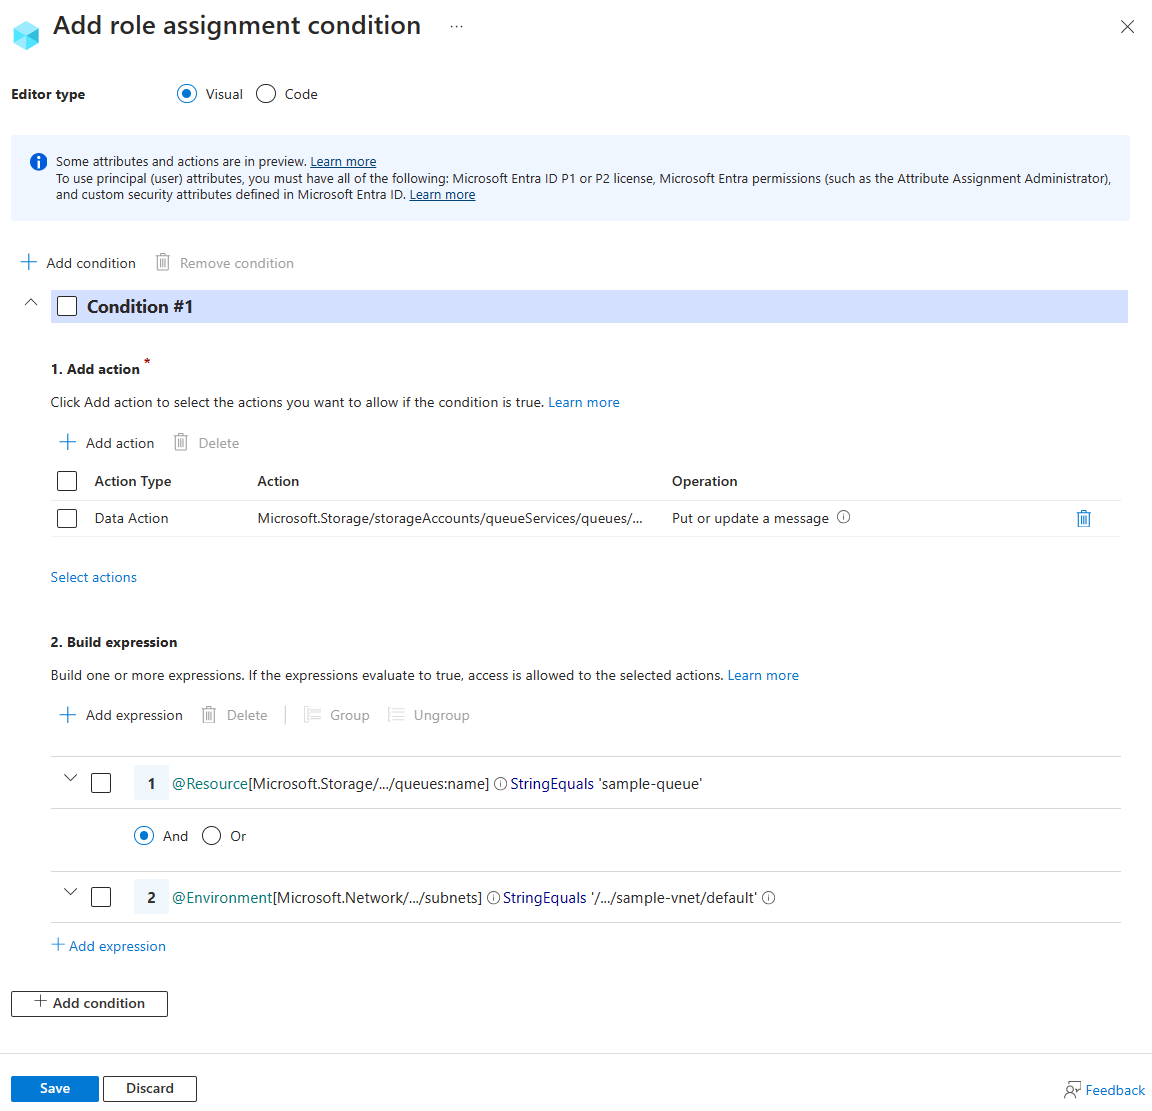 Add role assignment condition ...
Editor type Visual Code
Some attributes and actions are in preview. Learn more
To use principal (user) attributes, you must have all of the following: Microsoft Entra ID P1 or P2 license, Microsoft Entra permissions (such as the Attribute Assignment Administrator),
and custom security attributes defined in Microsoft Entra ID. Learn more
Add condition Remove condition
Condition #1
1. Add action *
Click Add action to select the actions you want to allow if the condition is true. Learn more
Add action Delete
Action Type Action Operation
Data Action Microsoft.Storage/storageAccounts/queueServices/queues/... Put or update a message
Select actions
2. Build expression
Build one or more expressions. If the expressions evaluate to true, access is allowed to the selected actions. Learn more
Add expression Delete | Group Ungroup
1 @Resource[Microsoft.Storage/.../queues:name] StringEquals 'sample-queue'
And Or
2 @Environment[Microsoft.Network/.../subnets] StringEquals '/.../sample-vnet/default'
Add expression
Add condition
Save Discard Feedback